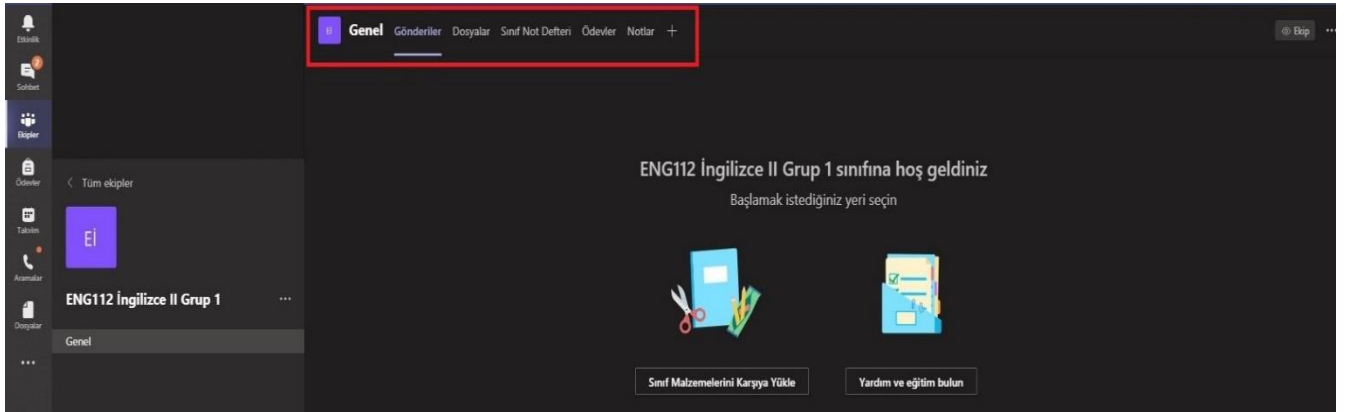 Etkinlik
2
Sohbet
Ekipler
Ödevler
Takvim
Aramalar
Dosyalar
Tüm ekipler
Eİ
ENG112 İngilizce II Grup 1
Genel
Eİ Genel Gönderiler Dosyalar Sınıf Not Defteri Ödevler Notlar
Ekip
ENG112 İngilizce II Grup 1 sınıfına hoş geldiniz
Başlamak istediğiniz yeri seçin
Sınıf Malzemelerini Karşıya Yükle
Yardım ve eğitim bulun